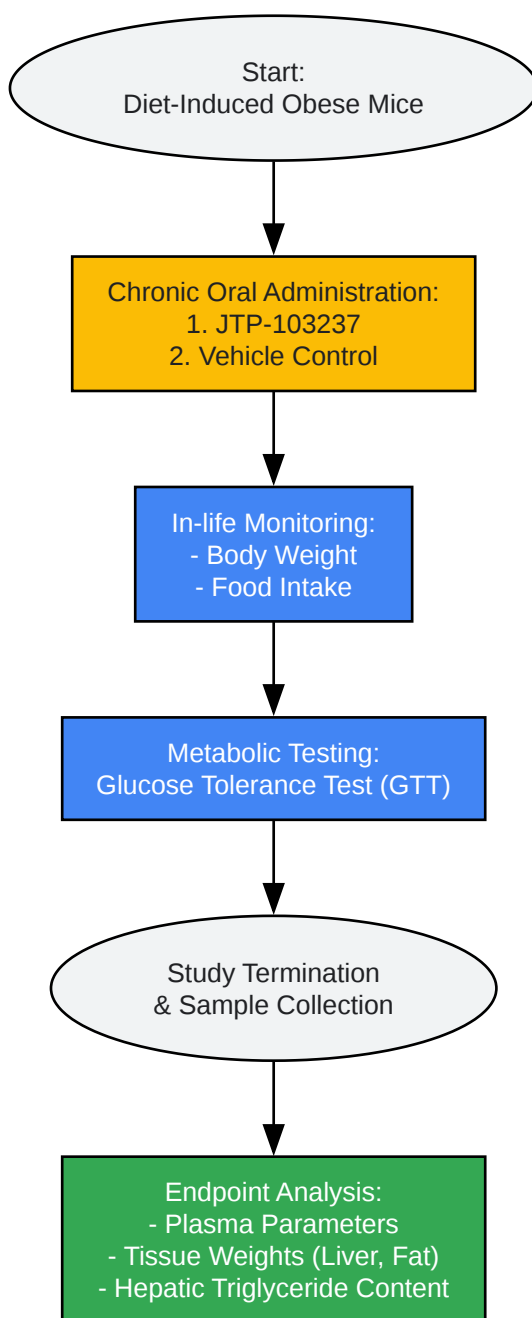 Start:
Diet-Induced Obese Mice
Chronic Oral Administration:
1. JTP-103237
2. Vehicle Control
In-life Monitoring:
- Body Weight
- Food Intake
Metabolic Testing:
Glucose Tolerance Test (GTT)
Study Termination
& Sample Collection
Endpoint Analysis:
- Plasma Parameters
- Tissue Weights (Liver, Fat)
- Hepatic Triglyceride Content